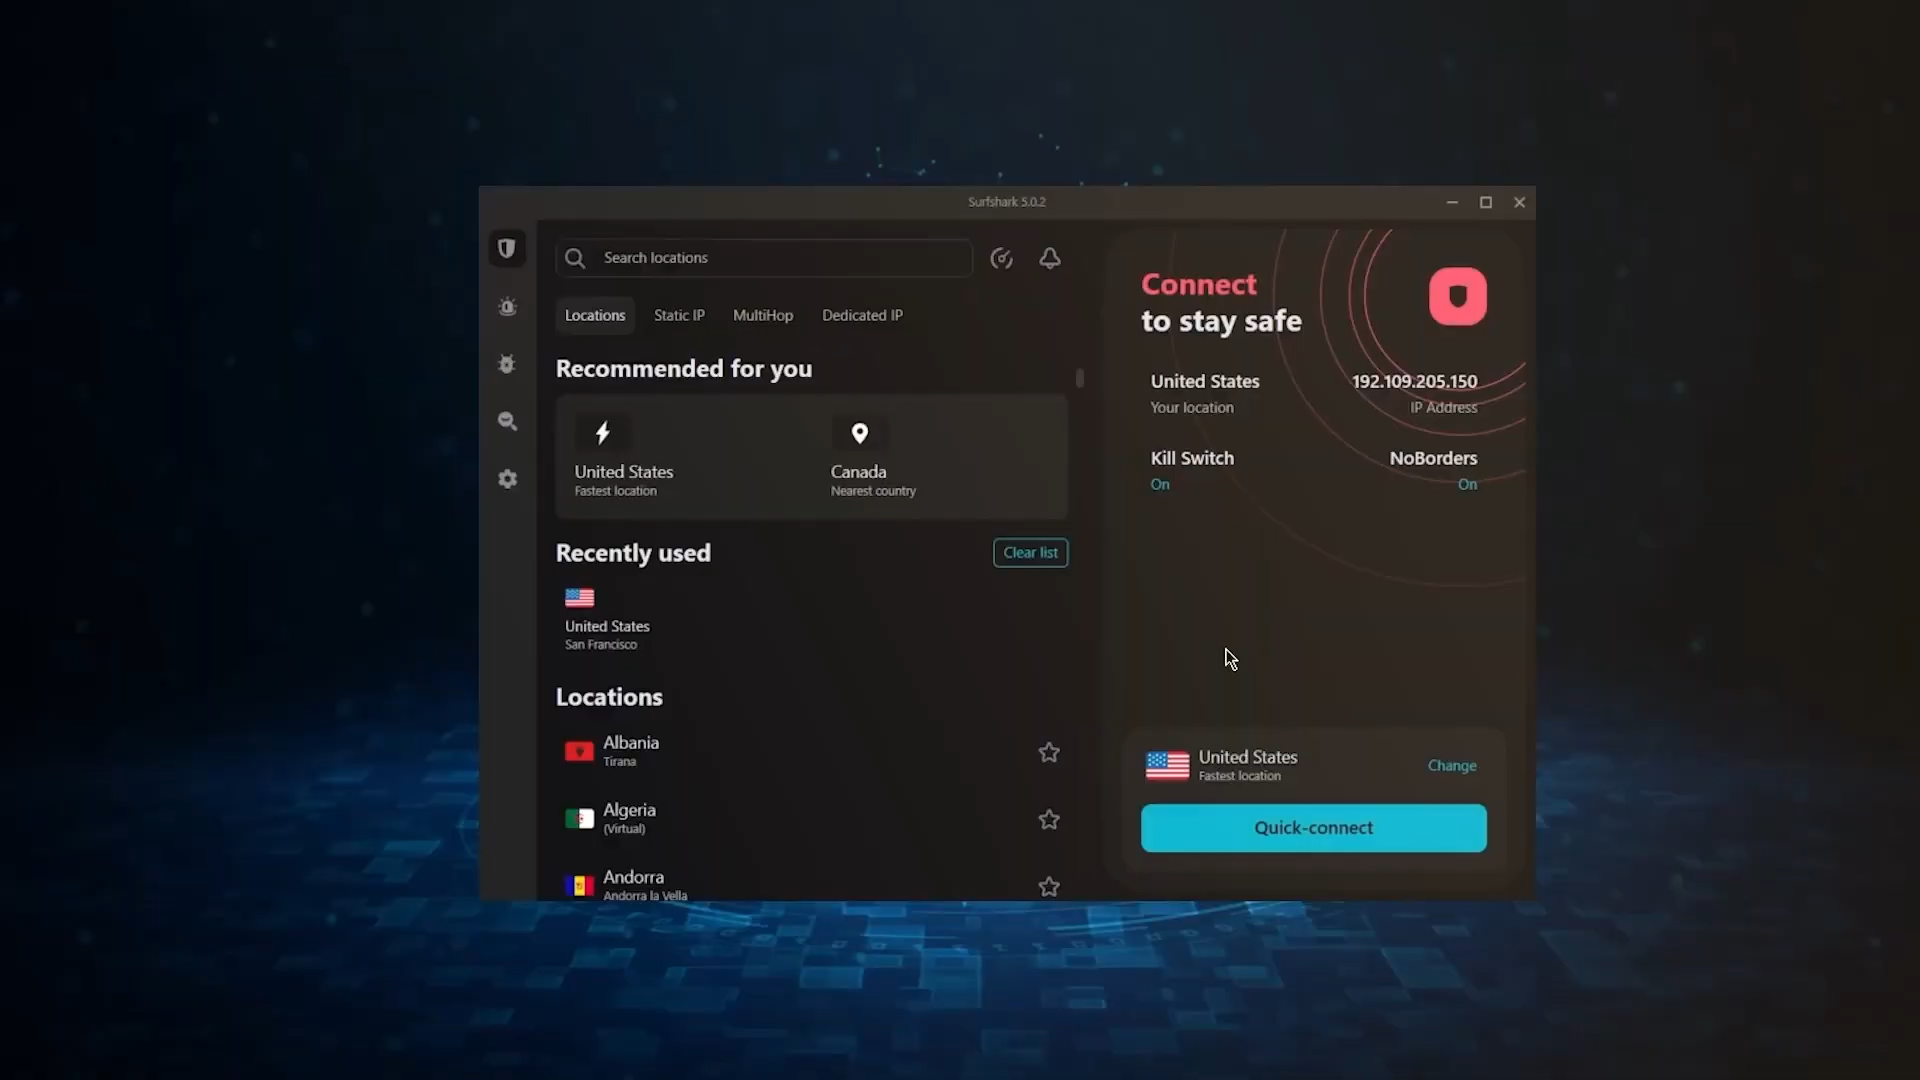 Surfshark 5.0.2
Search locations
Locations
Static IP
MultiHop
Dedicated IP
Recommended for you
United States
Fastest location
Canada
Nearest country
Recently used
Clear list
United States
San Francisco
Locations
Albania
Tirana
Algeria
(Virtual)
Andorra
Andorra la Vella
Connect
to stay safe
United States
Your location
192.109.205.150
IP Address
Kill Switch
On
NoBorders
On
United States
Fastest location
Change
Quick-connect